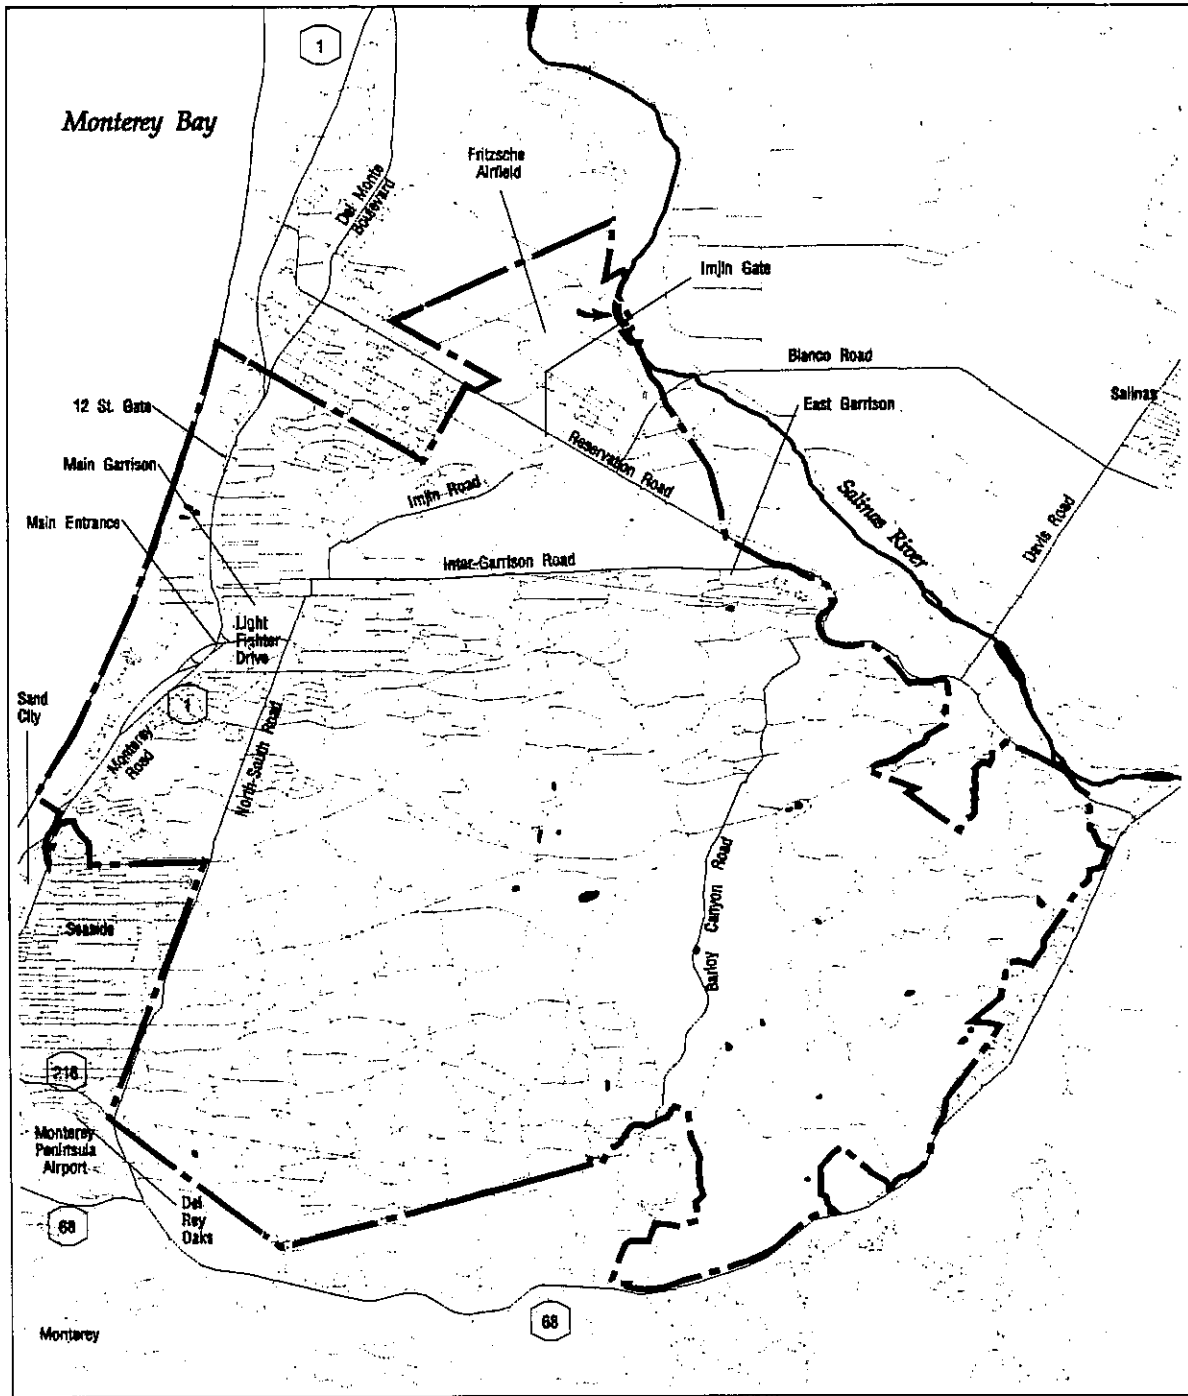 1
Monterey Bay
Fritzsche
Airfield
Del Monte
Boulevard
Imjin Gate
Blanco Road
12 St. Gate
East Garrison
Salinas
Main Garrison
Reservation Road
Imjin Road
Salinas River
Davis Road
Main Entrance
Inter-Garrison Road
Light
Fighter
Drive
Sand
City
1
Monterey
Road
North-South Road
Barloy Canyon Road
Seaside
218
Monterey
Peninsula
Airport
Del
Rey
Oaks
68
68
Monterey